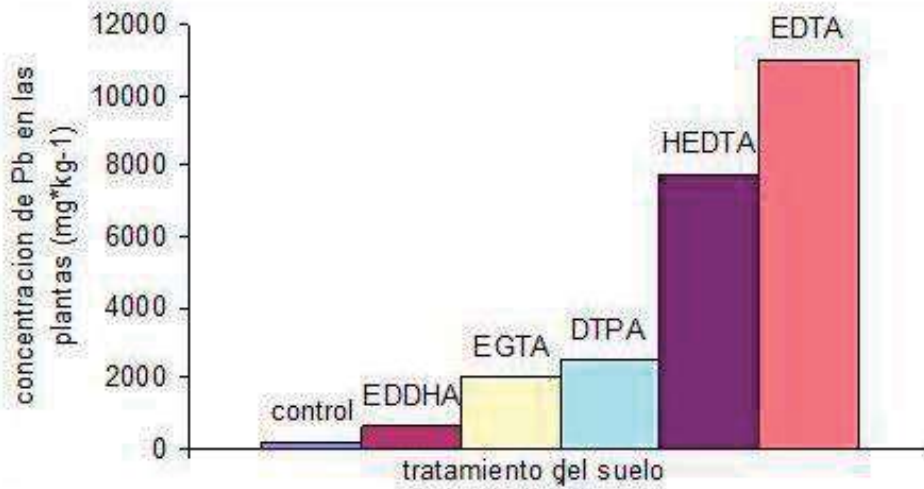 concentracion de Pb en las
plantas (mg*kg-1)
12000
10000
8000
6000
4000
2000
0
control
EDDHA
EGTA
DTPA
HEDTA
EDTA
tratamiento del suelo